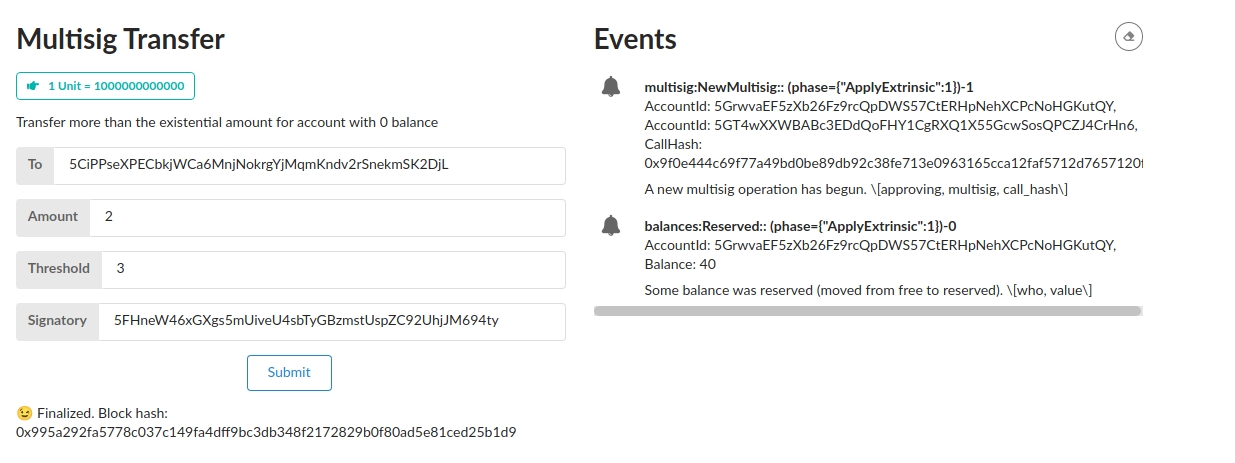 Multisig Transfer
1 Unit = 1000000000000
Transfer more than the existential amount for account with 0 balance
To 5CiPPseXPECbkjWCa6MnjNokrgYjMqmKndv2rSnekmSK2DjL
Amount 2
Threshold 3
Signatory 5FHneW46xGXgs5mUiveU4sbTyGBzmstUspZC92UhjJM694ty
Submit
😉 Finalized. Block hash:
0x995a292fa5778c037c149fa4dff9bc3db348f2172829b0f80ad5e81ced25b1d9
Events
multisig:NewMultisig:: (phase={"ApplyExtrinsic":1})-1
AccountId: 5GrwvaEF5zXb26Fz9rcQpDWS57CtERHpNehXCPcNoHGKutQY,
AccountId: 5GT4wXXWBABc3EDdQoFHY1CgRXQ1X55GcwSosQPCZJ4CrHn6,
CallHash:
0x9f0e444c69f77a49bd0be89db92c38fe713e0963165cca12faf5712d7657120f
A new multisig operation has begun. \[approving, multisig, call_hash\]
balances:Reserved:: (phase={"ApplyExtrinsic":1})-0
AccountId: 5GrwvaEF5zXb26Fz9rcQpDWS57CtERHpNehXCPcNoHGKutQY,
Balance: 40
Some balance was reserved (moved from free to reserved). \[who, value\]